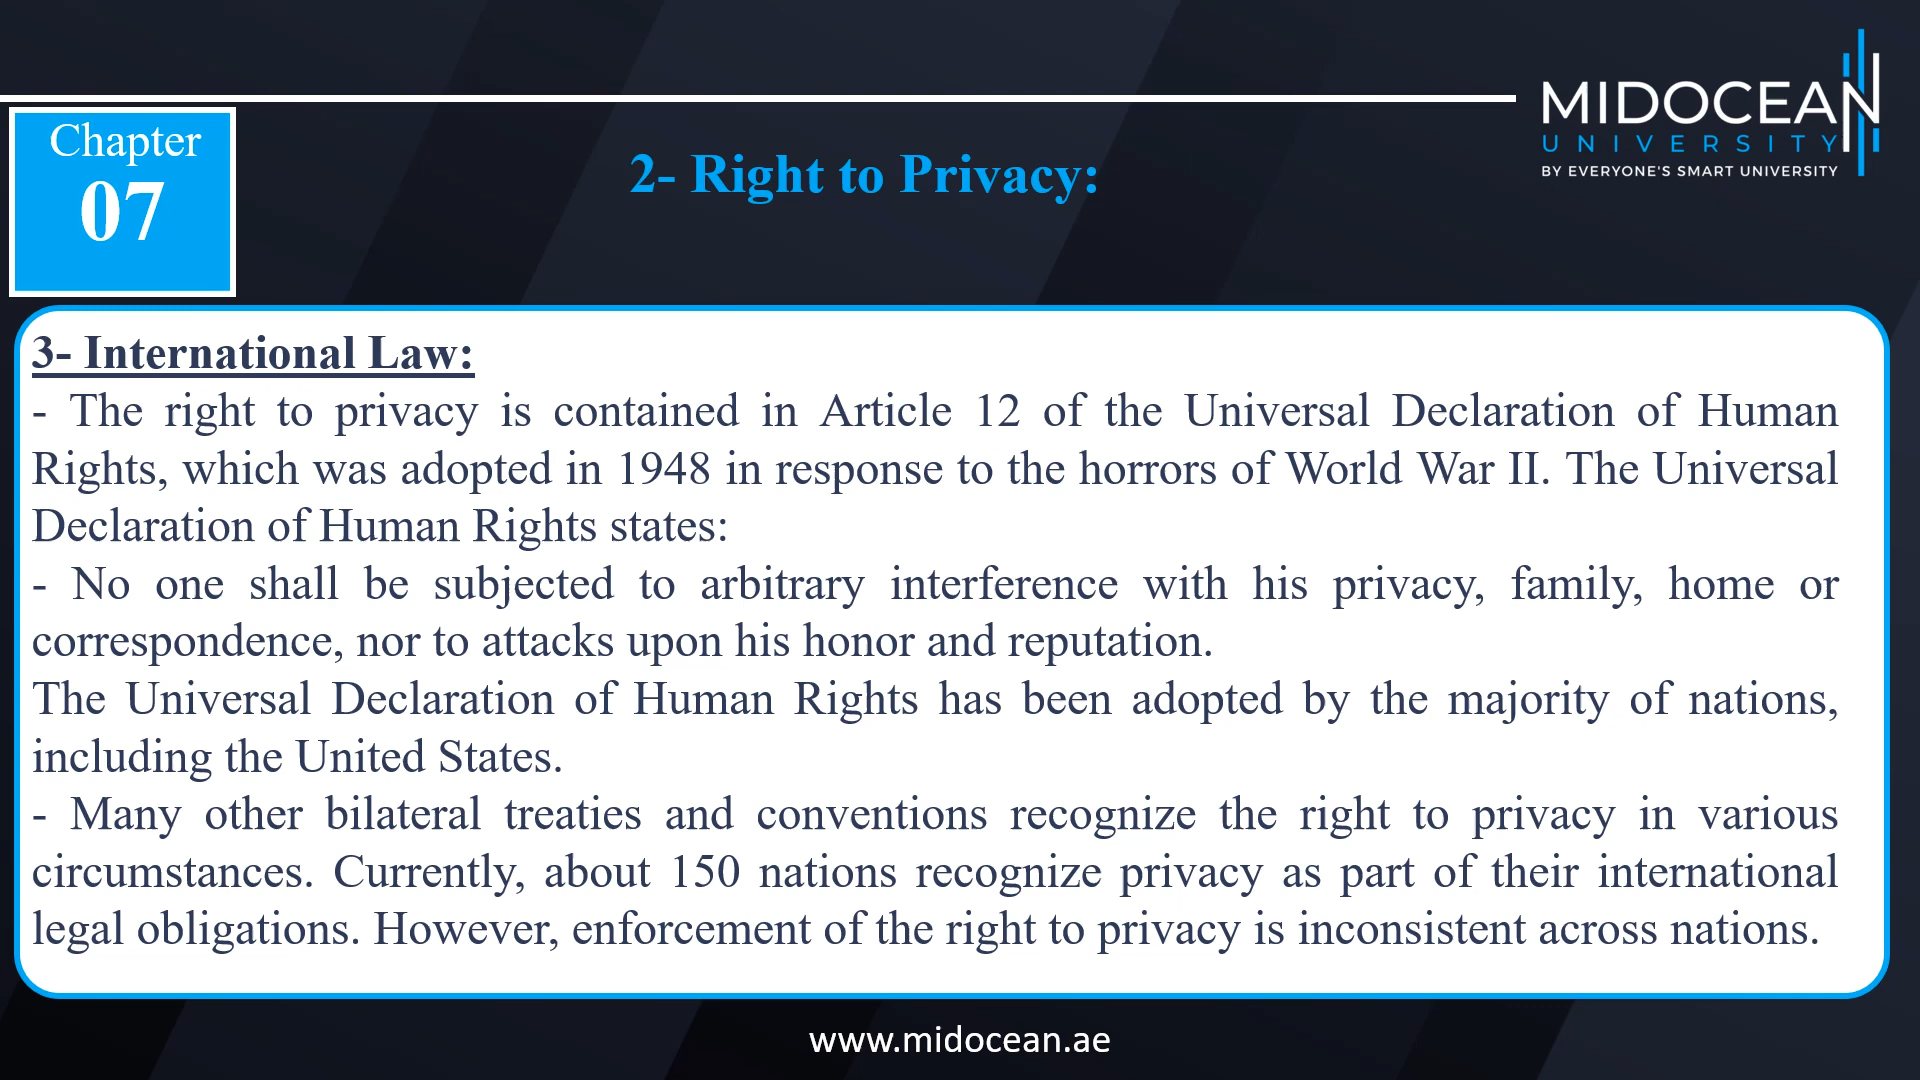 MIDOCEAN
UNIVERSITY
BY EVERYONE'S SMART UNIVERSITY
Chapter
07
2- Right to Privacy:
3- International Law:
- The right to privacy is contained in Article 12 of the Universal Declaration of Human
Rights, which was adopted in 1948 in response to the horrors of World War II. The Universal
Declaration of Human Rights states:
- No one shall be subjected to arbitrary interference with his privacy, family, home or
correspondence, nor to attacks upon his honor and reputation.
The Universal Declaration of Human Rights has been adopted by the majority of nations,
including the United States.
- Many other bilateral treaties and conventions recognize the right to privacy in various
circumstances. Currently, about 150 nations recognize privacy as part of their international
legal obligations. However, enforcement of the right to privacy is inconsistent across nations.
www.midocean.ae